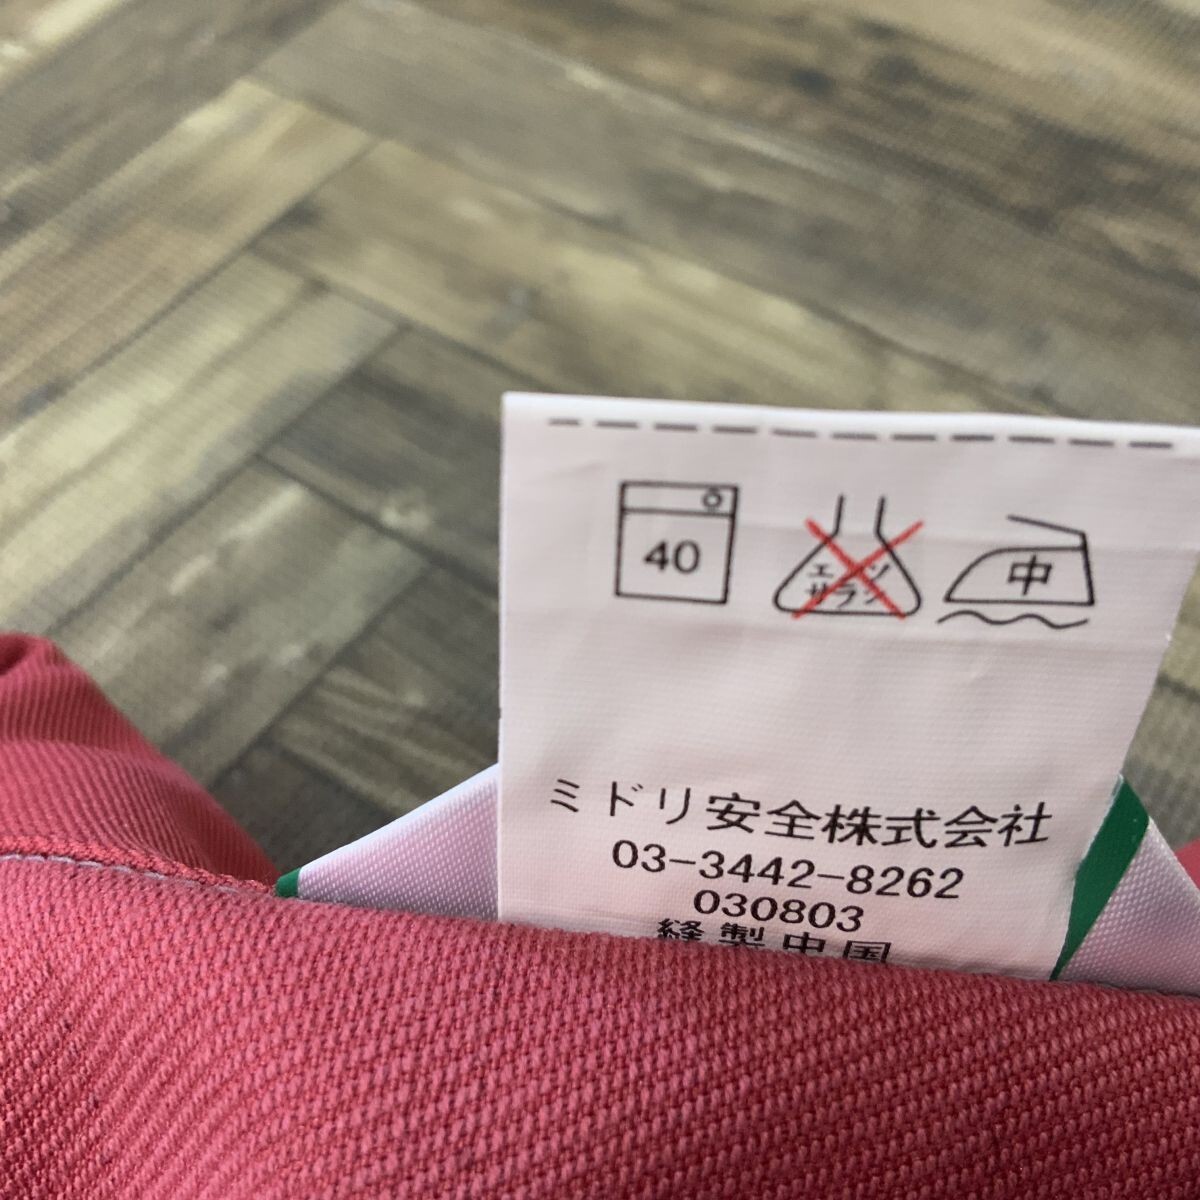 40
エンソ
サラシ
中
ミドリ安全株式会社
03-3442-8262
030803
縫製中国